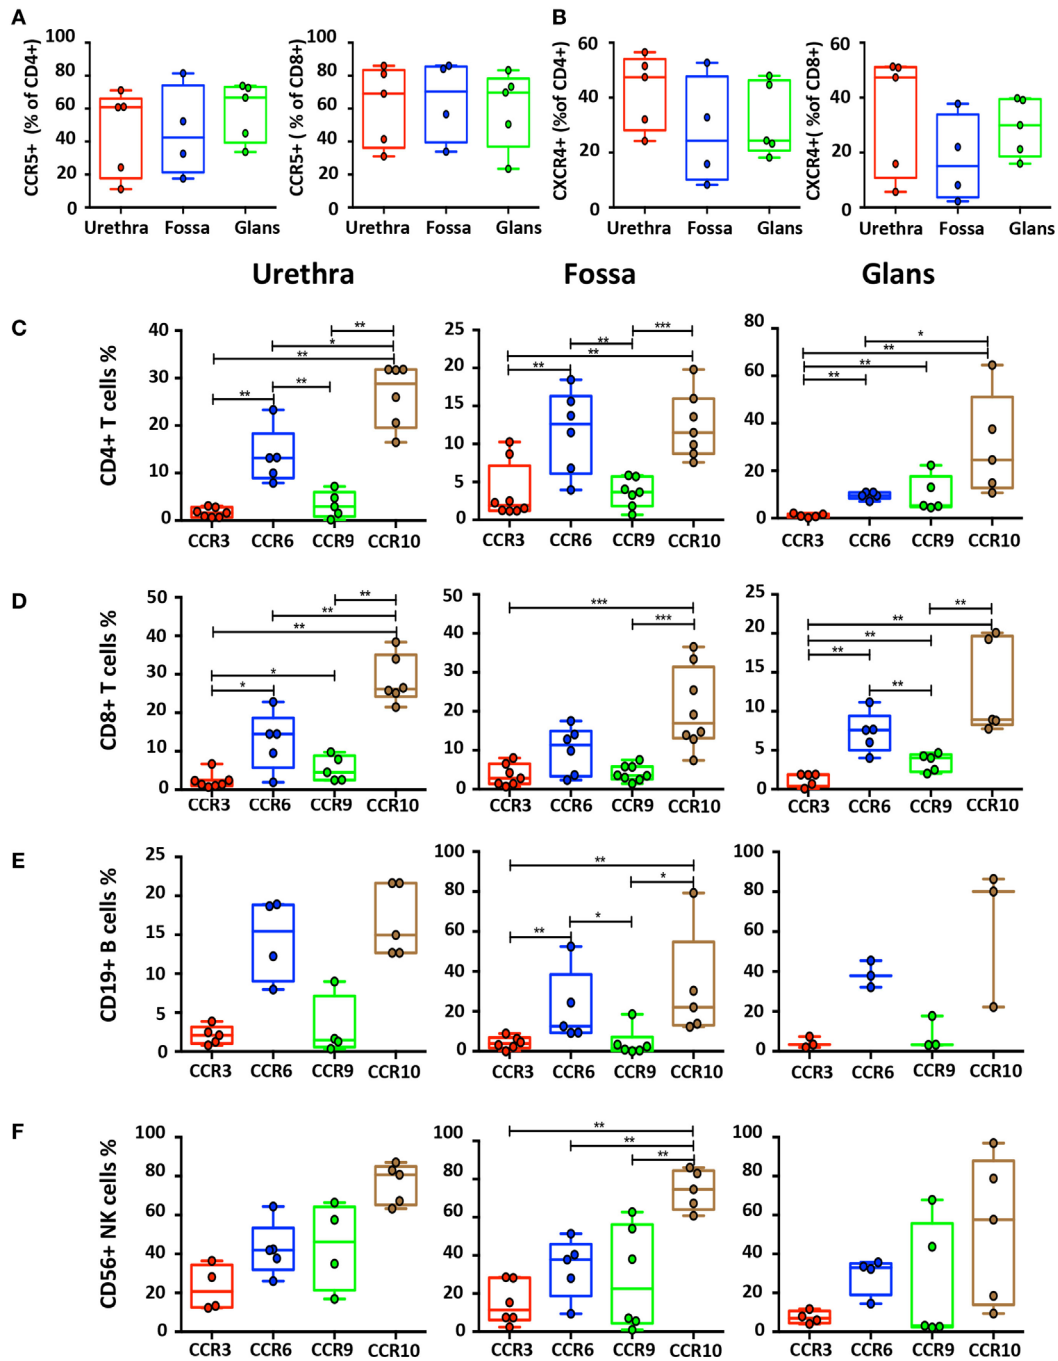 A
B
CCR5+ (% of CD4+)
100
80
60
40
20
0
Urethra Fossa Glans
CCR5+ ( % of CD8+)
100
80
60
40
20
0
Urethra Fossa Glans
CXCR4+ (%of CD4+)
60
40
20
0
Urethra Fossa Glans
CXCR4+( %of CD8+)
60
40
20
0
Urethra Fossa Glans
Urethra Fossa Glans
C
CD4+ T cells %
40
30
20
10
0
** * ** ** **
CCR3 CCR6 CCR9 CCR10
25
20
15
10
5
0
*** ** ** **
CCR3 CCR6 CCR9 CCR10
80
60
40
20
0
* ** ** **
CCR3 CCR6 CCR9 CCR10
D
CD8+ T cells %
50
40
30
20
10
0
** ** ** * *
CCR3 CCR6 CCR9 CCR10
50
40
30
20
10
0
*** ***
CCR3 CCR6 CCR9 CCR10
25
20
15
10
5
0
** ** ** ** **
CCR3 CCR6 CCR9 CCR10
E
CD19+ B cells %
25
20
15
10
5
0
CCR3 CCR6 CCR9 CCR10
100
80
60
40
20
0
** * * **
CCR3 CCR6 CCR9 CCR10
100
80
60
40
20
0
CCR3 CCR6 CCR9 CCR10
F
CD56+ NK cells %
100
80
60
40
20
0
CCR3 CCR6 CCR9 CCR10
100
80
60
40
20
0
** ** **
CCR3 CCR6 CCR9 CCR10
100
80
60
40
20
0
CCR3 CCR6 CCR9 CCR10